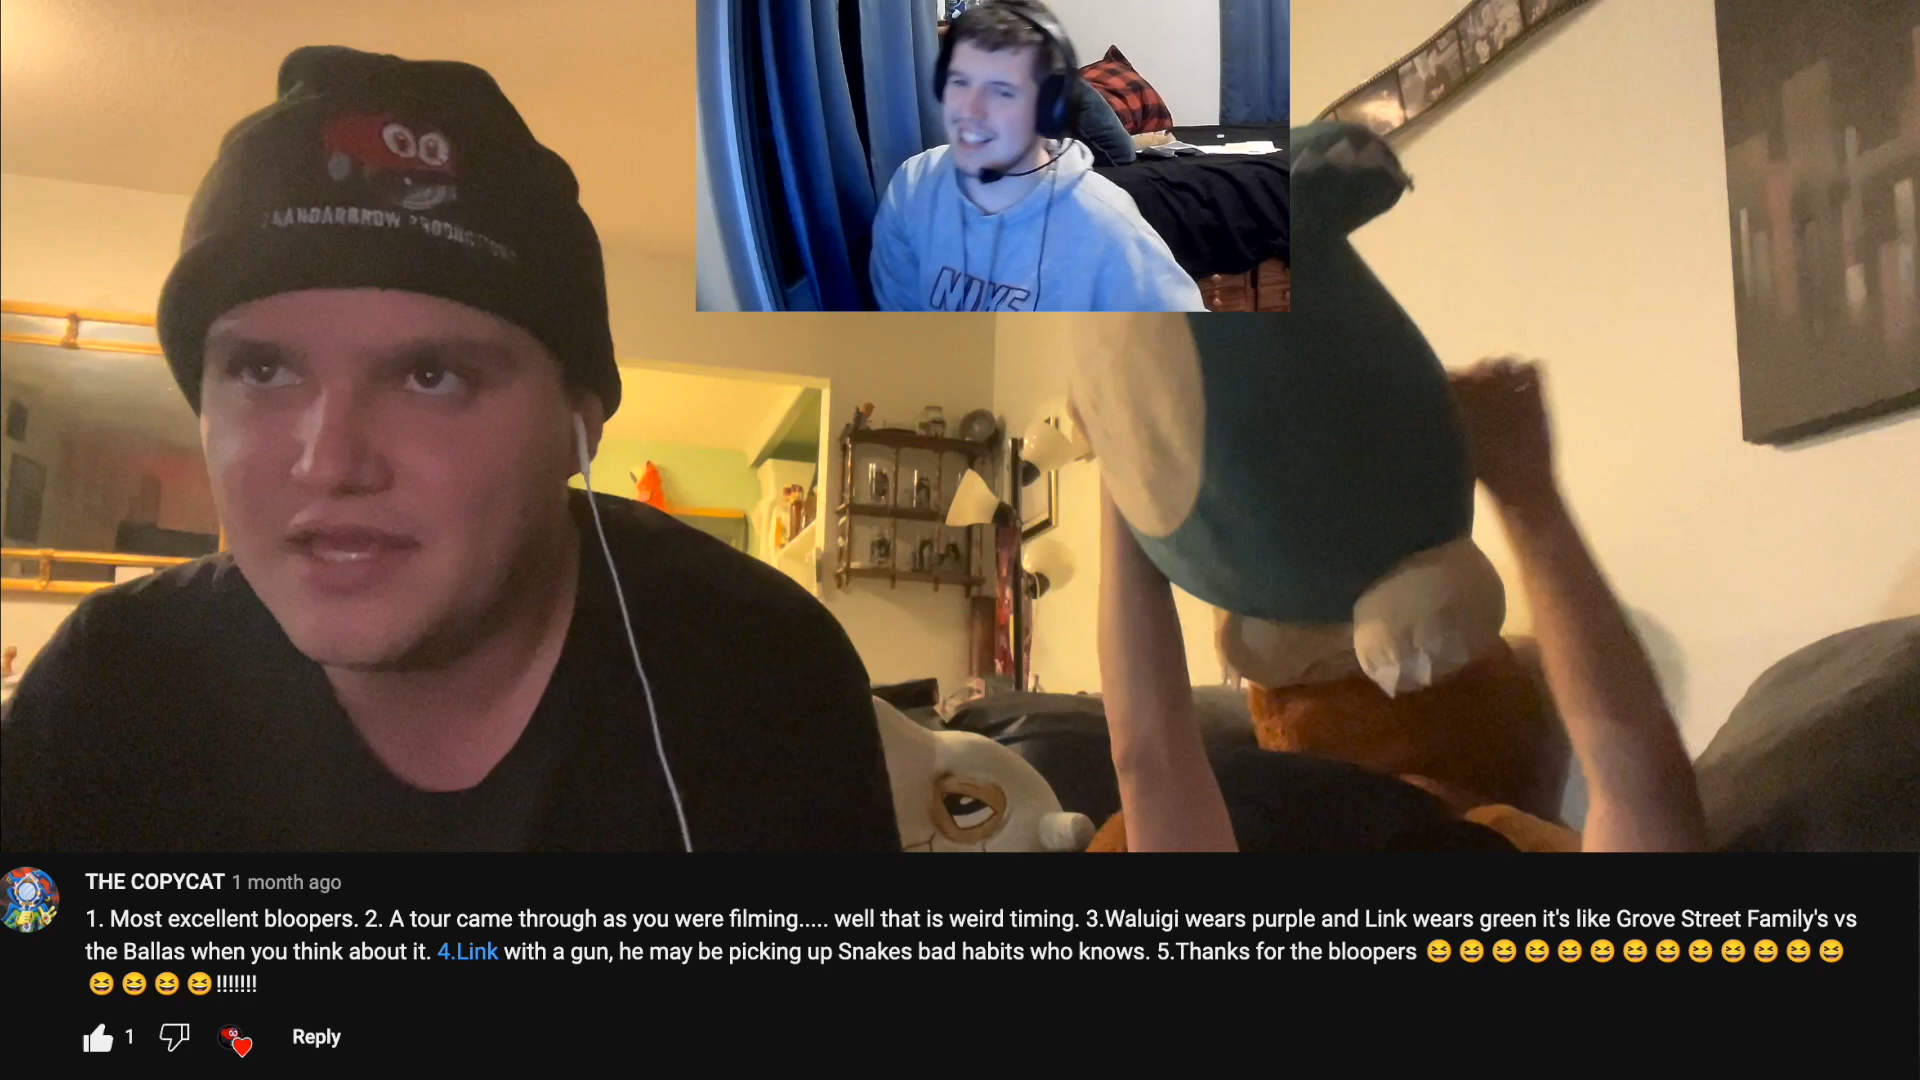 NIKE
THE COPYCAT 1 month ago
1. Most excellent bloopers. 2. A tour came through as you were filming..... well that is weird timing. 3.Waluigi wears purple and Link wears green it's like Grove Street Family's vs
the Ballas when you think about it. 4.Link with a gun, he may be picking up Snakes bad habits who knows. 5.Thanks for the bloopers 😆 😆 😆 😆 😆 😆 😆 😆 😆 😆 😆 😆 😆
😆 😆 😆 😆 !!!!!!!
1
Reply